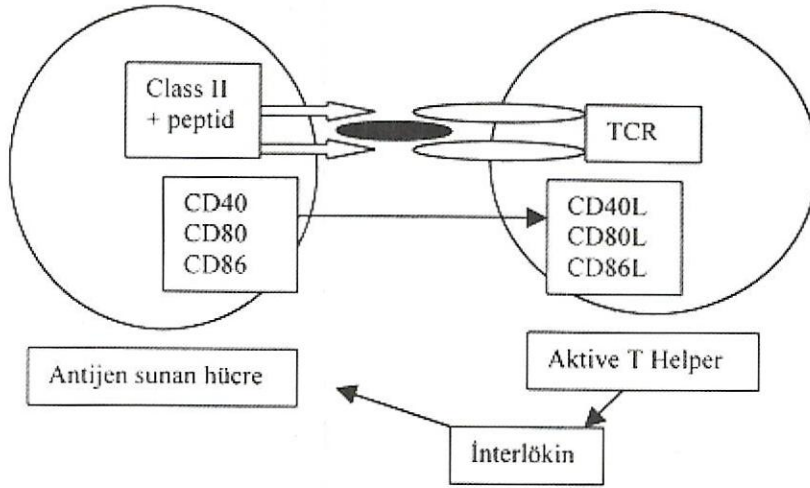 Class II
+ peptid
TCR
CD40
CD80
CD86
CD40L
CD80L
CD86L
Antijen sunan hücre
Aktive T Helper
İnterlökin